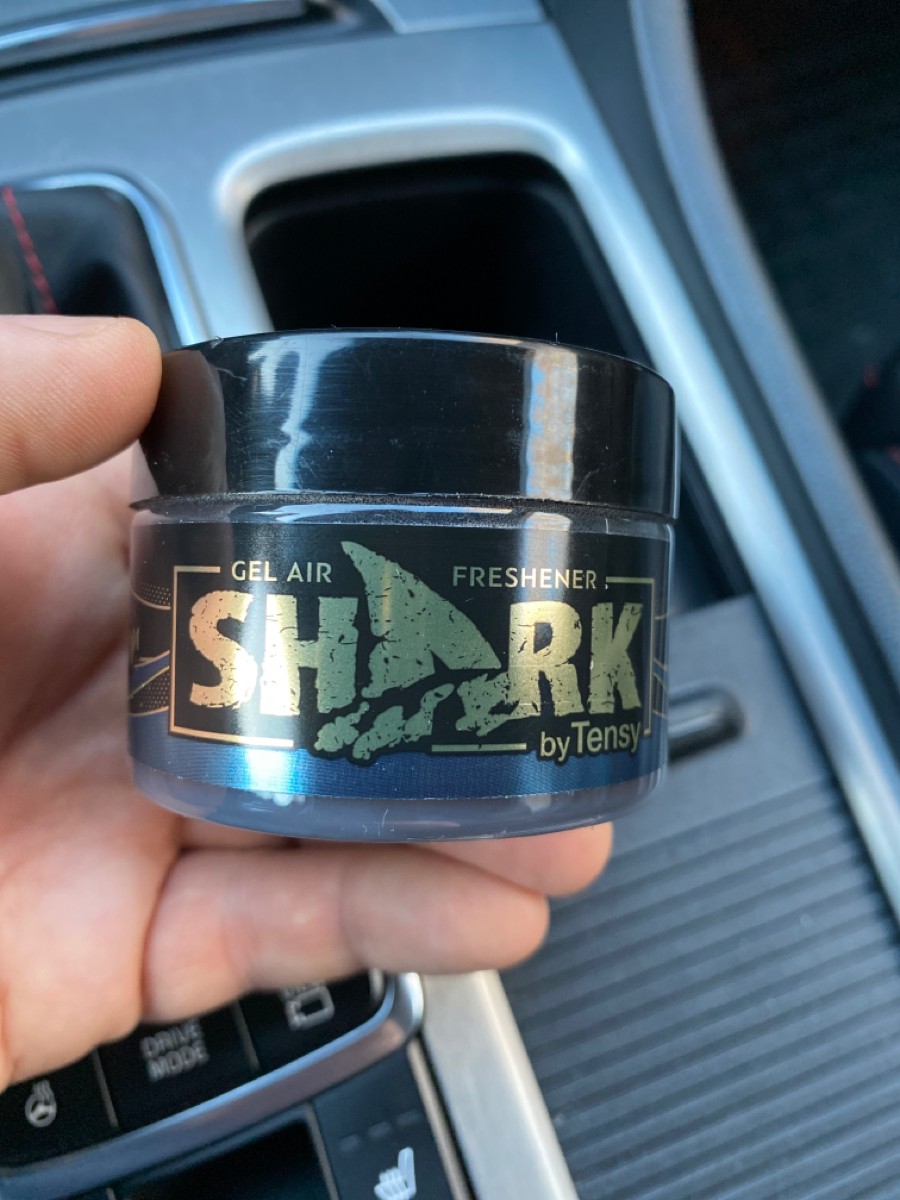 GEL AIR FRESHENER
SHARK
by Tensy
DRIVE
MODE